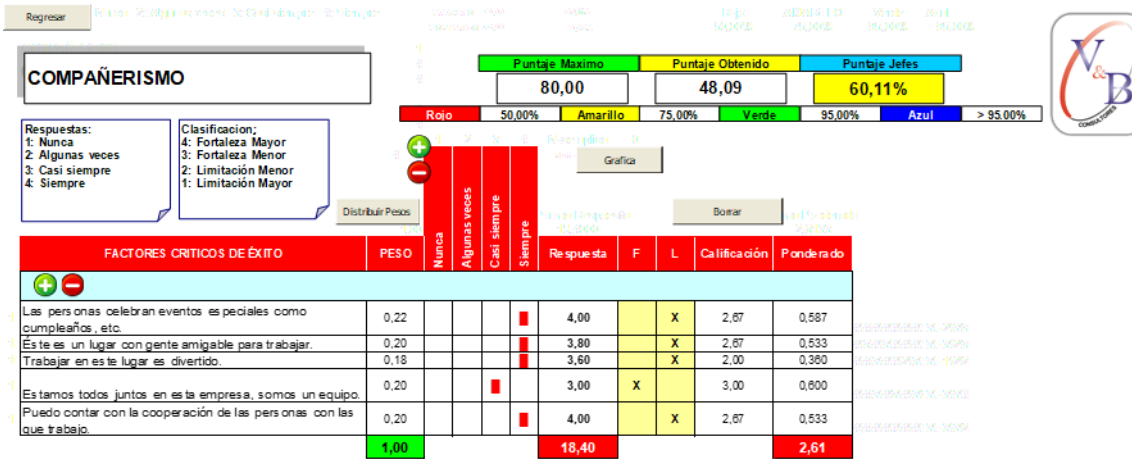 Regresar
COMPAÑERISMO
Puntaje Maximo Puntaje Obtenido Puntaje Jefes
80,00 48,09 60,11%
Rojo 50,00% Amarillo 75,00% Verde 95,00% Azul > 95.00%
V&B
CONSULTORES
Respuestas:
1: Nunca
2: Algunas veces
3: Casi siempre
4: Siempre
Clasificacion;
4: Fortaleza Mayor
3: Fortaleza Menor
2: Limitación Menor
1: Limitación Mayor
Grafica
Distribuir Pesos
Borrar
FACTORES CRITICOS DE ÉXITO PESO Nunca Algunas veces Casi siempre Siempre Respuesta F L Calificación Ponderado
Las personas celebran eventos especiales como
cumpleaños, etc. 0,22 4,00 X 2,67 0,587
Éste es un lugar con gente amigable para trabajar. 0,20 3,80 X 2,67 0,533
Trabajar en este lugar es divertido. 0,18 3,60 X 2,00 0,360
Estamos todos juntos en esta empresa, somos un equipo. 0,20 3,00 X 3,00 0,600
Puedo contar con la cooperación de las personas con las
que trabajo. 0,20 4,00 X 2,67 0,533
1,00 18,40 2,61